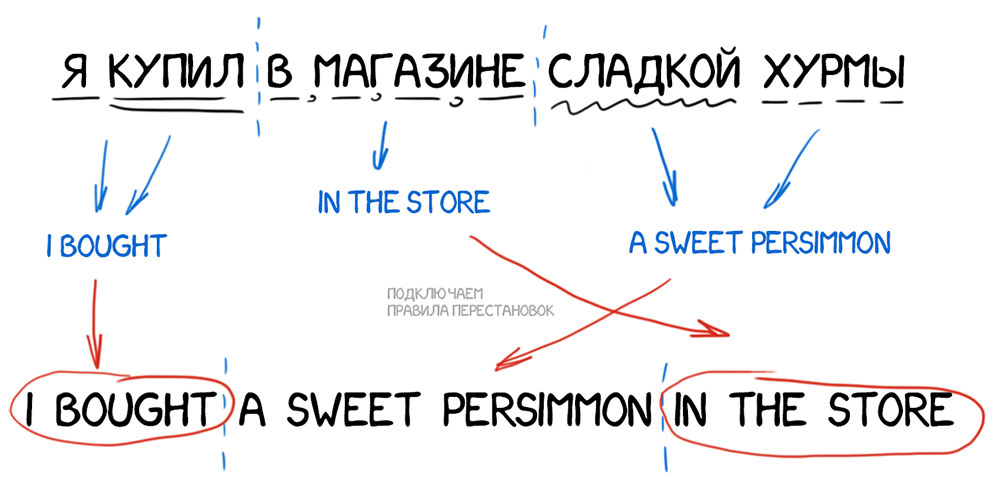 Я КУПИЛ В МАГАЗИНЕ СЛАДКОЙ ХУРМЫ
IN THE STORE
I BOUGHT
A SWEET PERSIMMON
ПОДКЛЮЧАЕМ
ПРАВИЛА ПЕРЕСТАНОВОК
I BOUGHT A SWEET PERSIMMON IN THE STORE